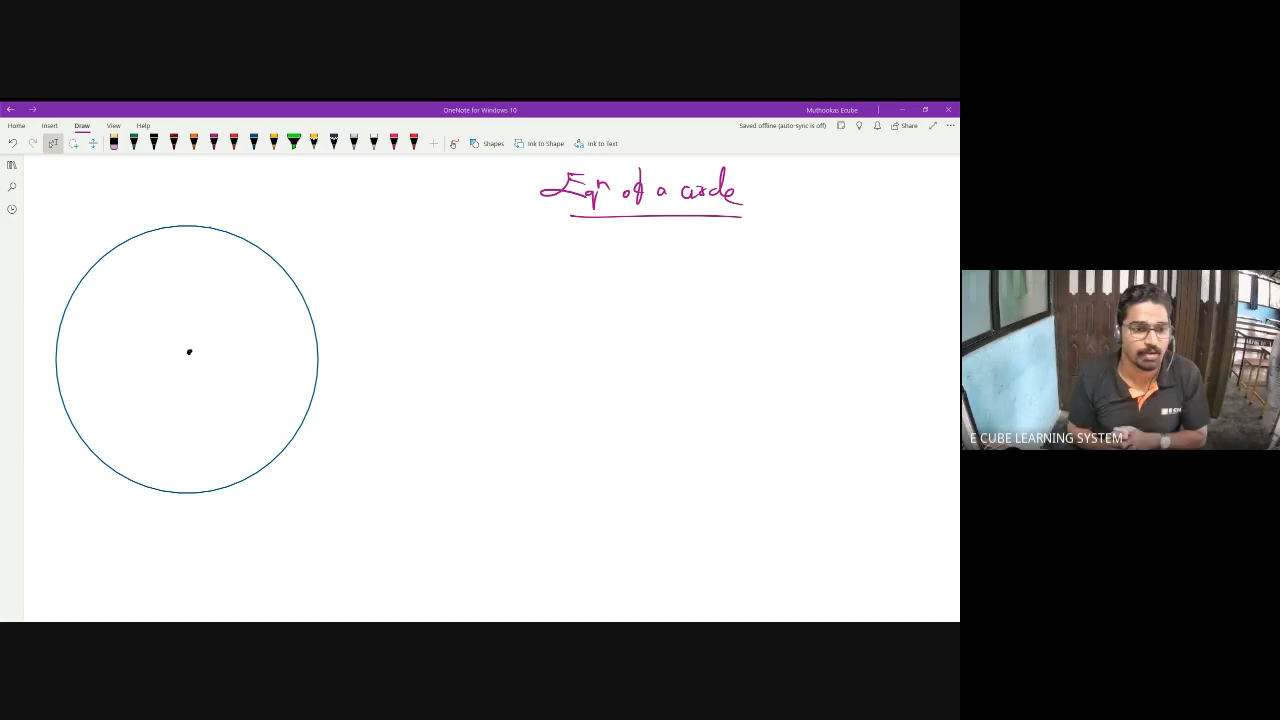 OneNote for Windows 10
Muthookas Ecube
Home Insert Draw View Help
Saved offline (auto-sync is off)
Share
Shapes
Ink to Shape
Ink to Text
Eqn of a circle
E CUBE LEARNING SYSTEM